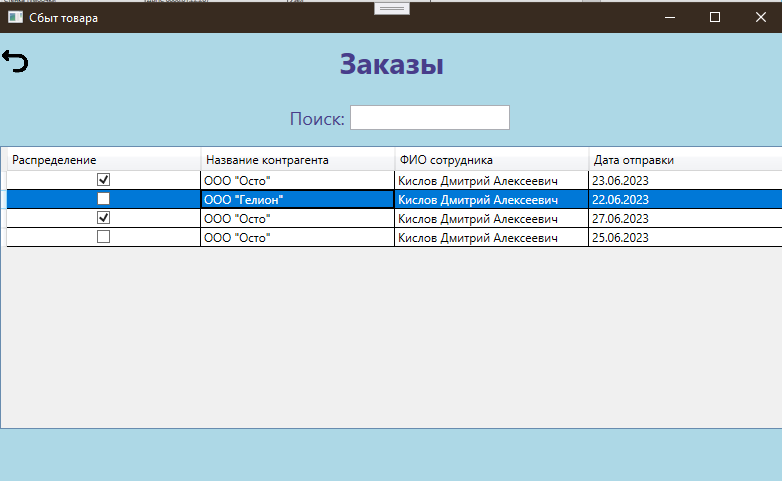 Сбыт товара
Заказы
Поиск:
Распределение Название контрагента ФИО сотрудника Дата отправки
ООО "Осто" Кислов Дмитрий Алексеевич 23.06.2023
ООО "Гелион" Кислов Дмитрий Алексеевич 22.06.2023
ООО "Осто" Кислов Дмитрий Алексеевич 27.06.2023
ООО "Осто" Кислов Дмитрий Алексеевич 25.06.2023